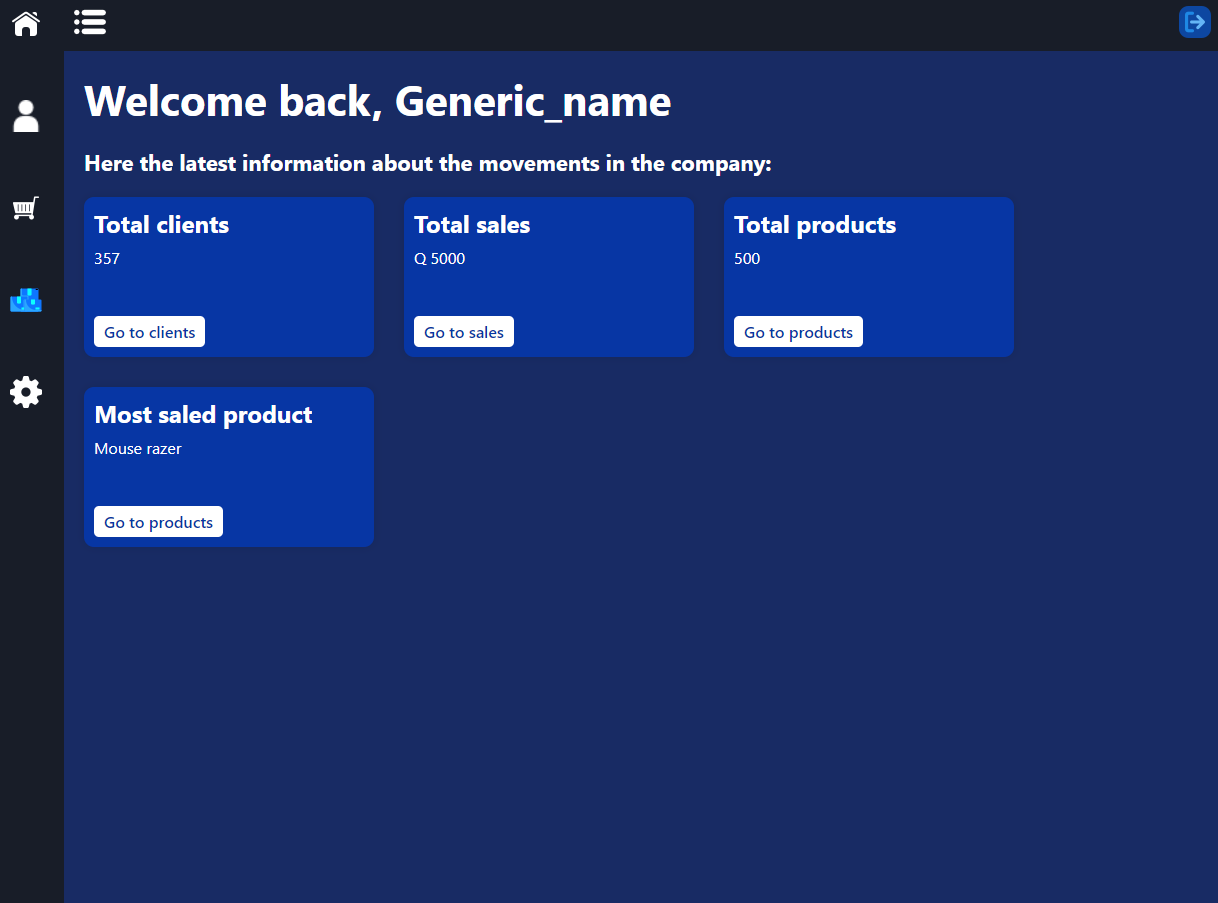 Welcome back, Generic_name
Here the latest information about the movements in the company:
Total clients
357
Go to clients
Total sales
Q 5000
Go to sales
Total products
500
Go to products
Most saled product
Mouse razer
Go to products